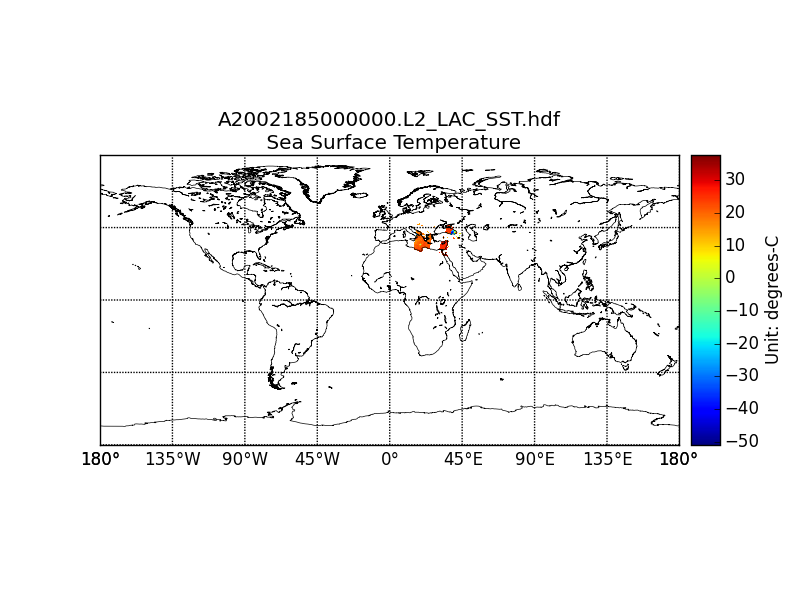 A2002185000000.L2_LAC_SST.hdf
Sea Surface Temperature
30
20
10
0
−10
−20
−30
−40
−50
Unit: degrees-C
180° 135°W 90°W 45°W 0° 45°E 90°E 135°E 180°